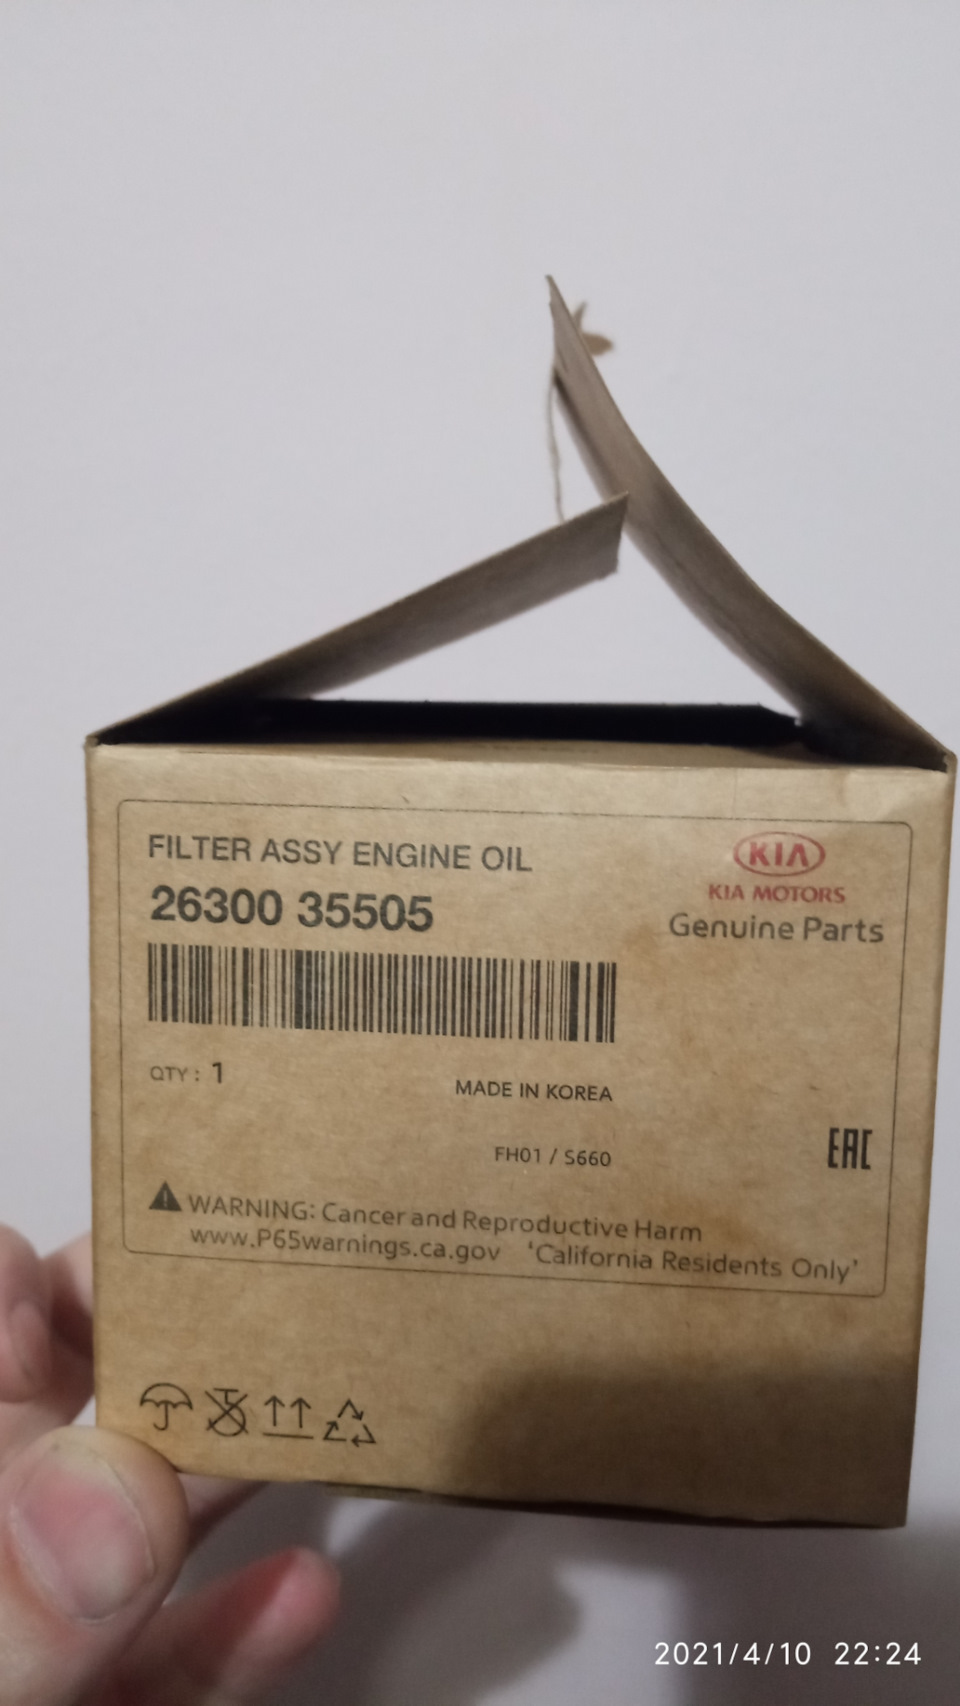 FILTER ASSY ENGINE OIL
26300 35505
KIA
KIA MOTORS
Genuine Parts
QTY : 1
MADE IN KOREA
FH01 / S660
EAC
WARNING: Cancer and Reproductive Harm
www.P65warnings.ca.gov 'California Residents Only'
2021/4/10 22:24